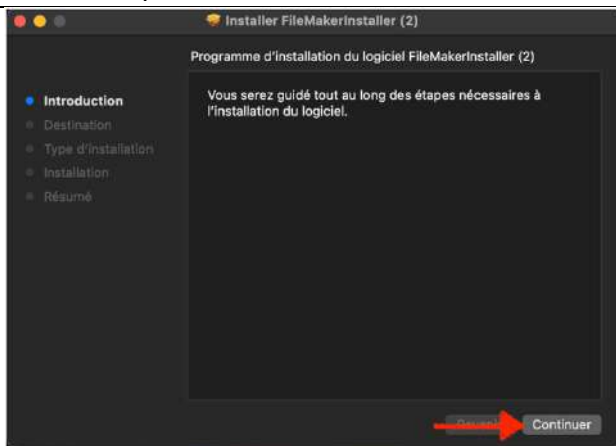 Installer FileMakerInstaller (2)
Programme d'installation du logiciel FileMakerInstaller (2)
Introduction
Destination
Type d'installation
Installation
Résumé
Vous serez guidé tout au long des étapes nécessaires à
l'installation du logiciel.
Continuer